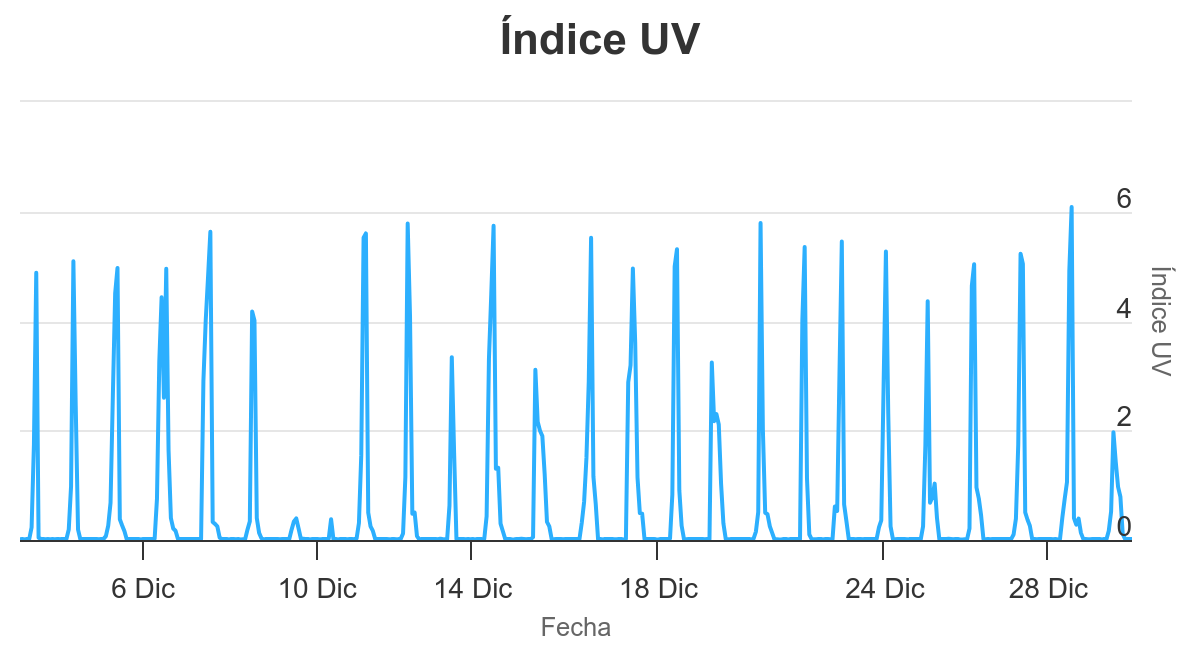 Índice UV
6
4
2
0
Índice UV
6 Dic
10 Dic
14 Dic
18 Dic
24 Dic
28 Dic
Fecha